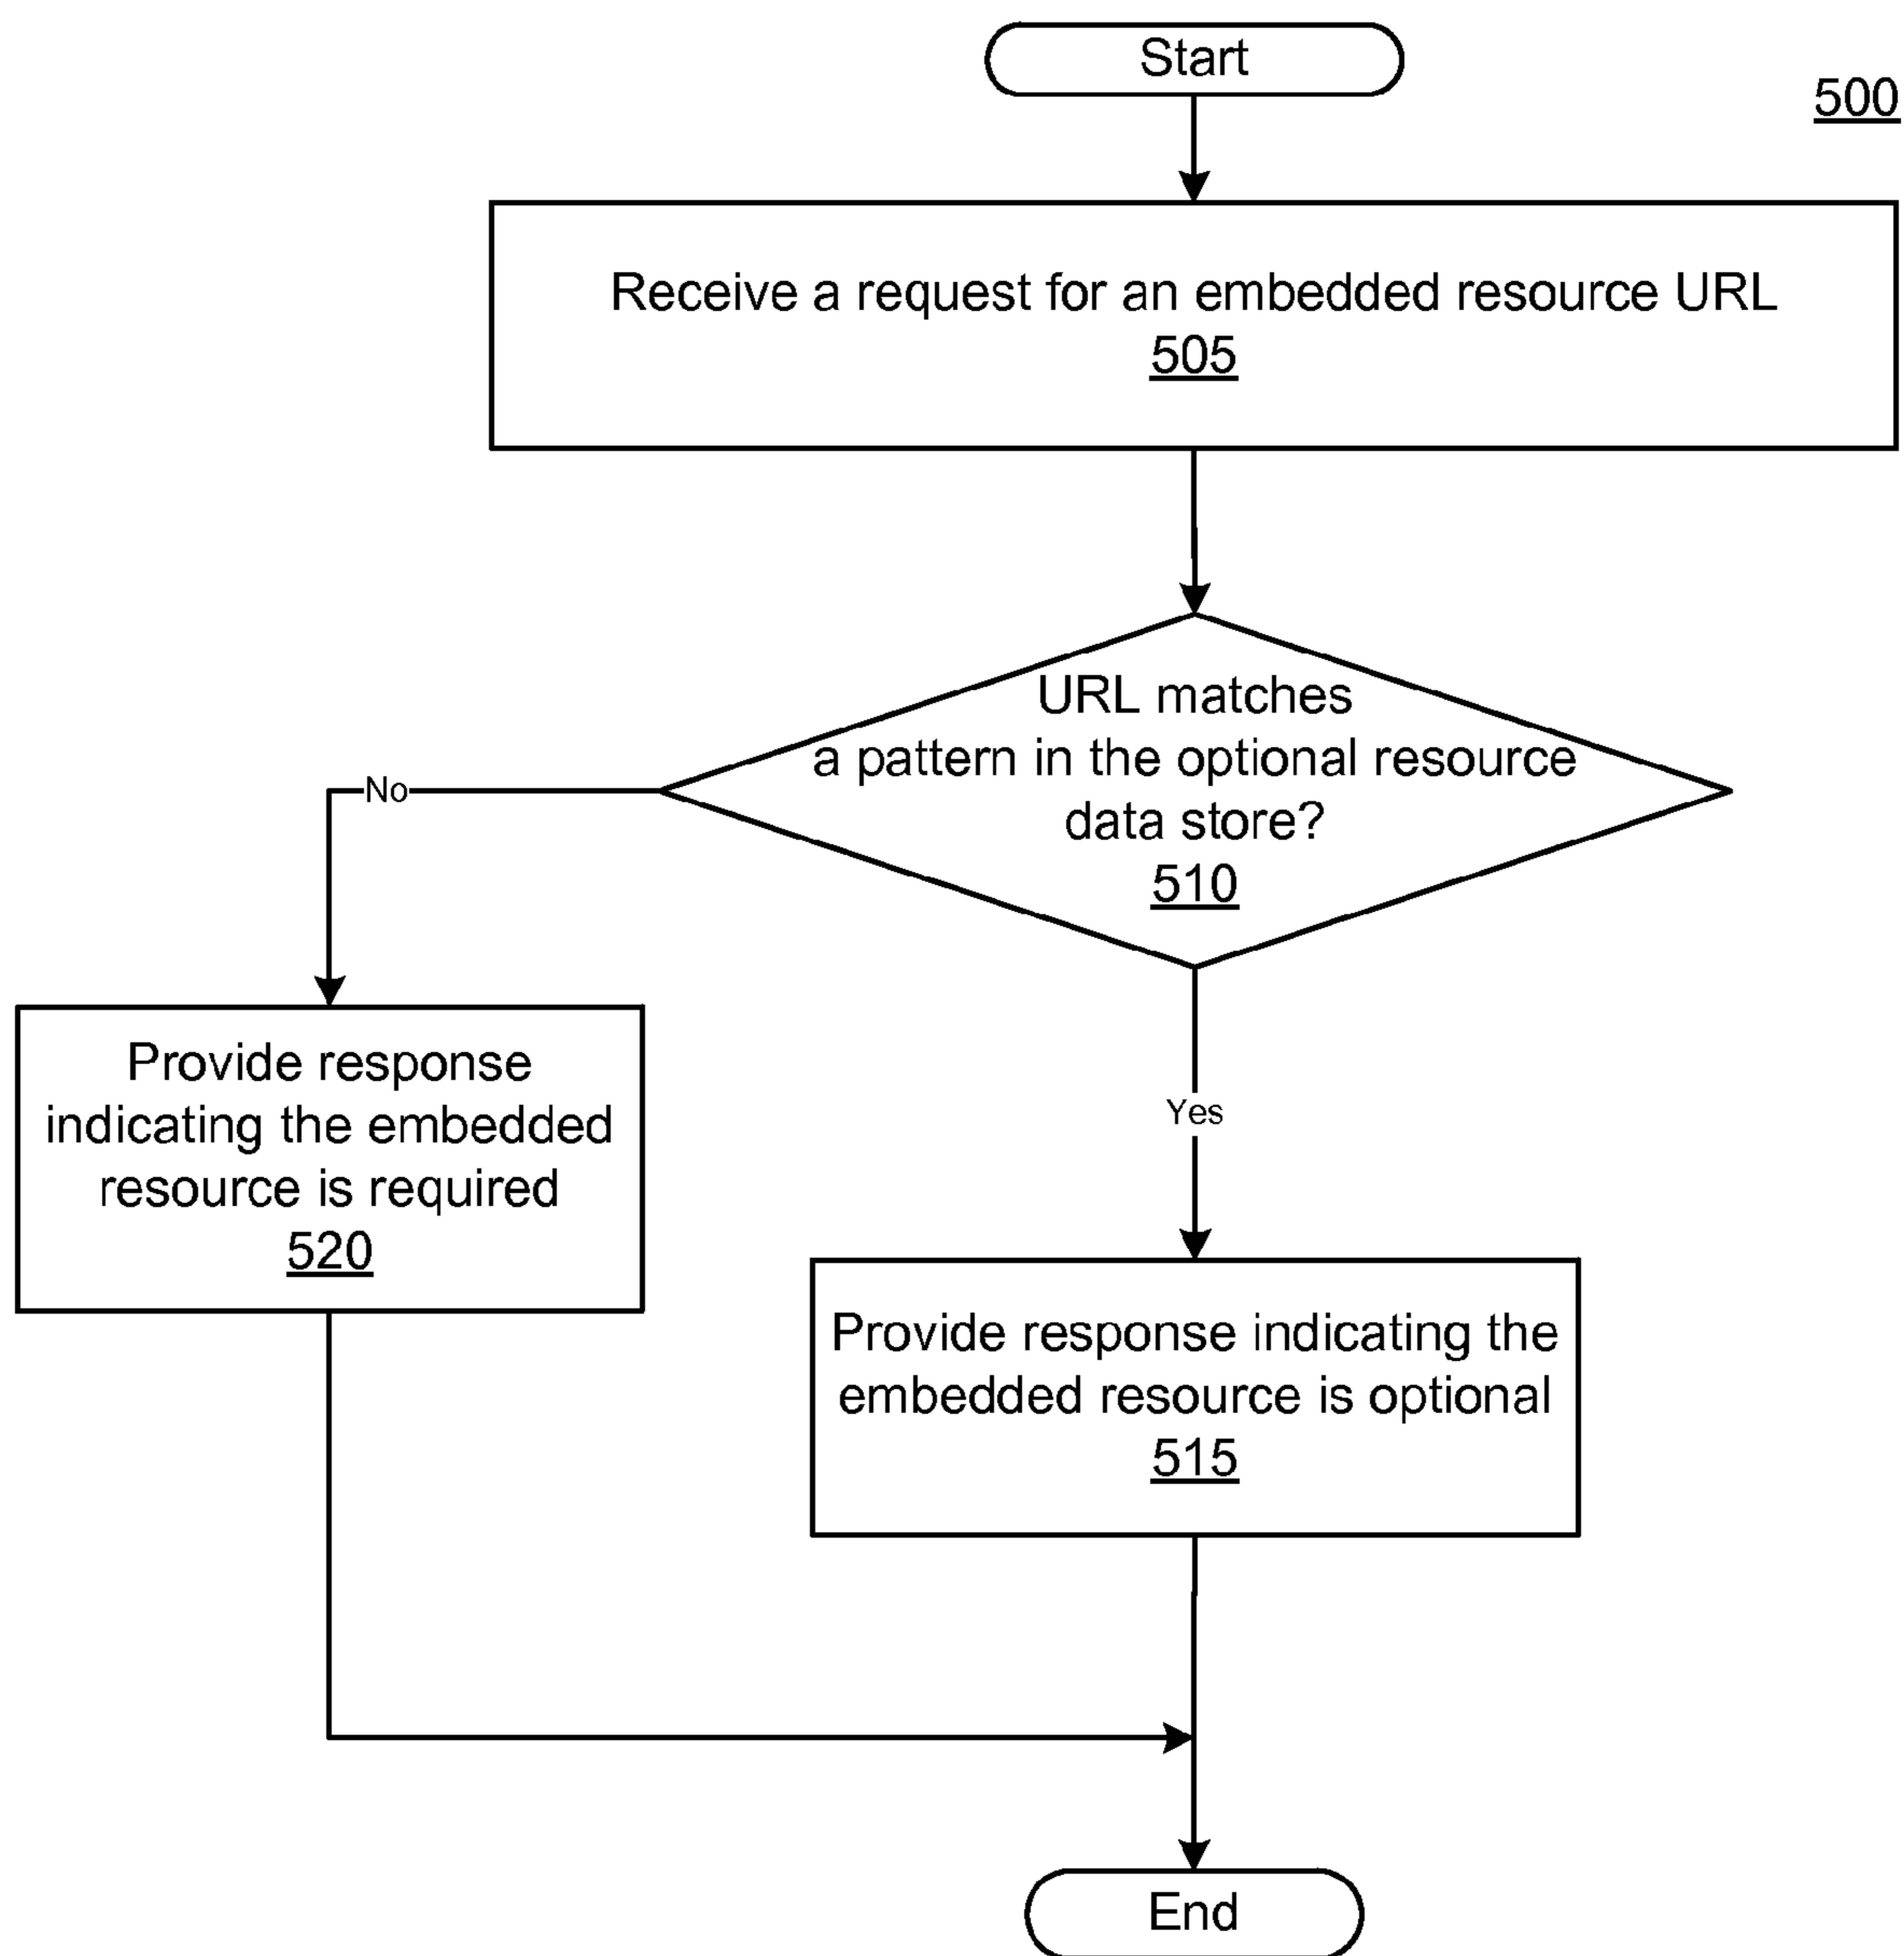 Start
500
Receive a request for an embedded resource URL
505
URL matches
a pattern in the optional resource
data store?
510
No
Yes
Provide response
indicating the embedded
resource is required
520
Provide response indicating the
embedded resource is optional
515
End